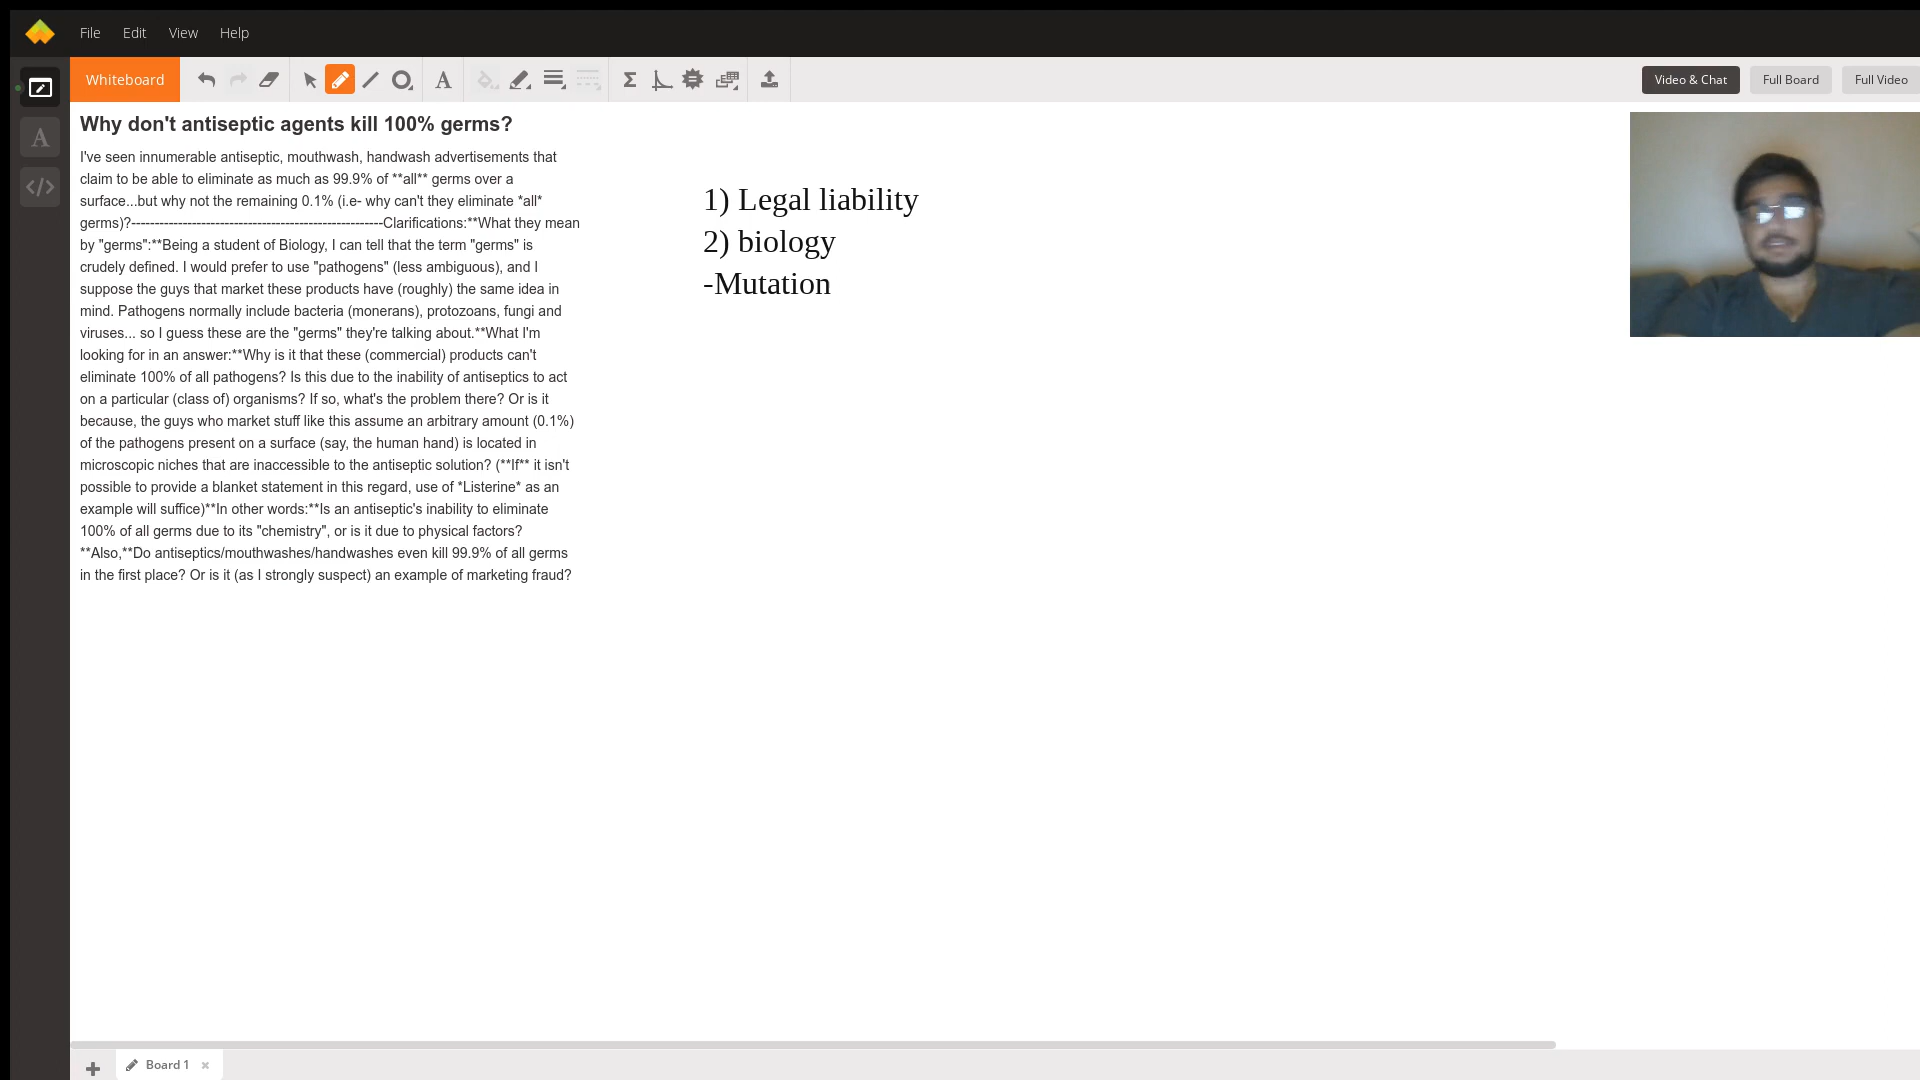 File Edit View Help
Whiteboard
Video & Chat Full Board Full Video
Why don't antiseptic agents kill 100% germs?
I've seen innumerable antiseptic, mouthwash, handwash advertisements that
claim to be able to eliminate as much as 99.9% of **all** germs over a
surface...but why not the remaining 0.1% (i.e- why can't they eliminate *all*
germs)?------------------------------------------------------Clarifications:**What they mean
by "germs":**Being a student of Biology, I can tell that the term "germs" is
crudely defined. I would prefer to use "pathogens" (less ambiguous), and I
suppose the guys that market these products have (roughly) the same idea in
mind. Pathogens normally include bacteria (monerans), protozoans, fungi and
viruses... so I guess these are the "germs" they're talking about.**What I'm
looking for in an answer:**Why is it that these (commercial) products can't
eliminate 100% of all pathogens? Is this due to the inability of antiseptics to act
on a particular (class of) organisms? If so, what's the problem there? Or is it
because, the guys who market stuff like this assume an arbitrary amount (0.1%)
of the pathogens present on a surface (say, the human hand) is located in
microscopic niches that are inaccessible to the antiseptic solution? (**If** it isn't
possible to provide a blanket statement in this regard, use of *Listerine* as an
example will suffice)**In other words:**Is an antiseptic's inability to eliminate
100% of all germs due to its "chemistry", or is it due to physical factors?
**Also,**Do antiseptics/mouthwashes/handwashes even kill 99.9% of all germs
in the first place? Or is it (as I strongly suspect) an example of marketing fraud?
1) Legal liability
2) biology
-Mutation
Board 1